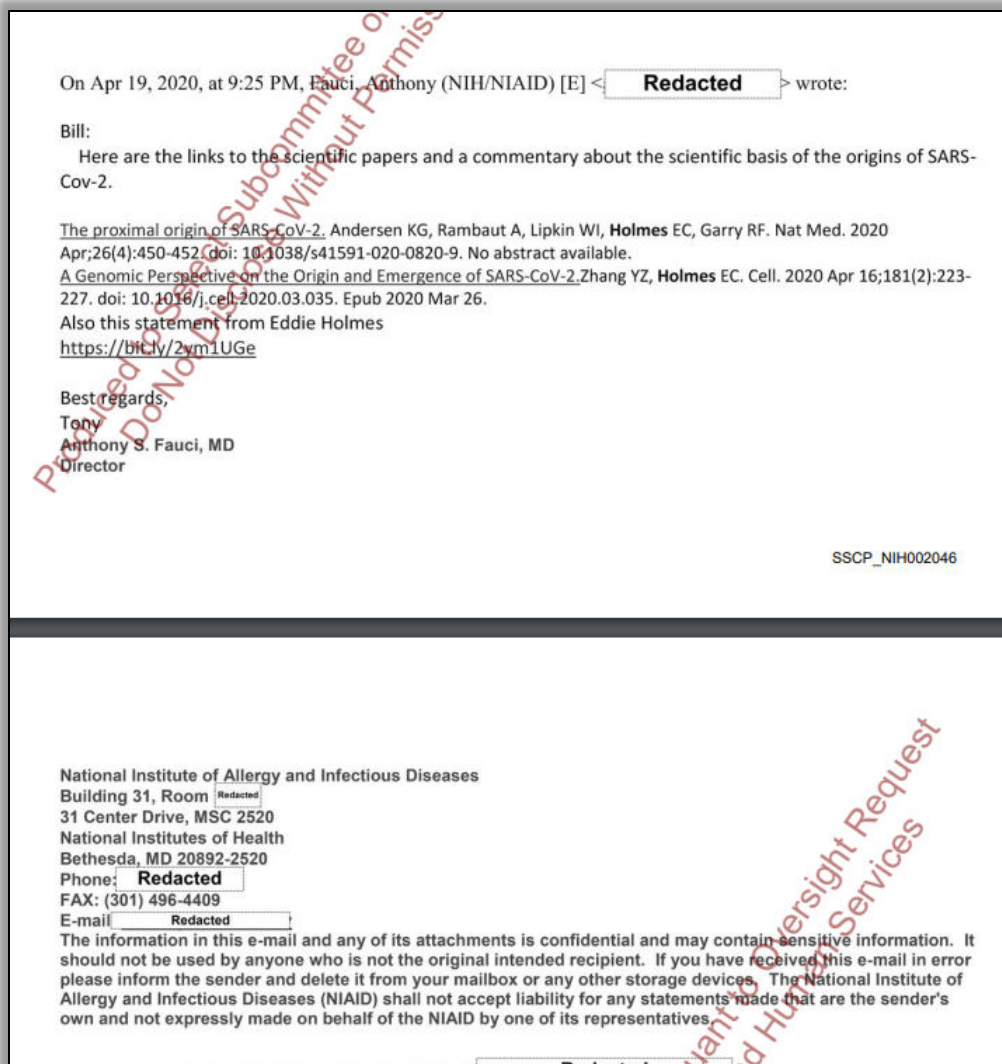 On Apr 19, 2020, at 9:25 PM, Fauci, Anthony (NIH/NIAID) [E] < Redacted > wrote:
Bill:
Here are the links to the scientific papers and a commentary about the scientific basis of the origins of SARS-
Cov-2.
The proximal origin of SARS-CoV-2. Andersen KG, Rambaut A, Lipkin WI, Holmes EC, Garry RF. Nat Med. 2020
Apr;26(4):450-452. doi: 10.1038/s41591-020-0820-9. No abstract available.
A Genomic Perspective on the Origin and Emergence of SARS-CoV-2.Zhang YZ, Holmes EC. Cell. 2020 Apr 16;181(2):223-
227. doi: 10.1016/j.cell.2020.03.035. Epub 2020 Mar 26.
Also this statement from Eddie Holmes
https://bit.ly/2ym1UGe
Best regards,
Tony
Anthony S. Fauci, MD
Director
Produced to Select Subcommittee on
Do Not Disclose Without Permiss
SSCP_NIH002046
National Institute of Allergy and Infectious Diseases
Building 31, Room Redacted
31 Center Drive, MSC 2520
National Institutes of Health
Bethesda, MD 20892-2520
Phone: Redacted
FAX: (301) 496-4409
E-mail Redacted
The information in this e-mail and any of its attachments is confidential and may contain sensitive information. It
should not be used by anyone who is not the original intended recipient. If you have received this e-mail in error
please inform the sender and delete it from your mailbox or any other storage devices. The National Institute of
Allergy and Infectious Diseases (NIAID) shall not accept liability for any statements made that are the sender's
own and not expressly made on behalf of the NIAID by one of its representatives.
uant to Oversight Request
d Human Services